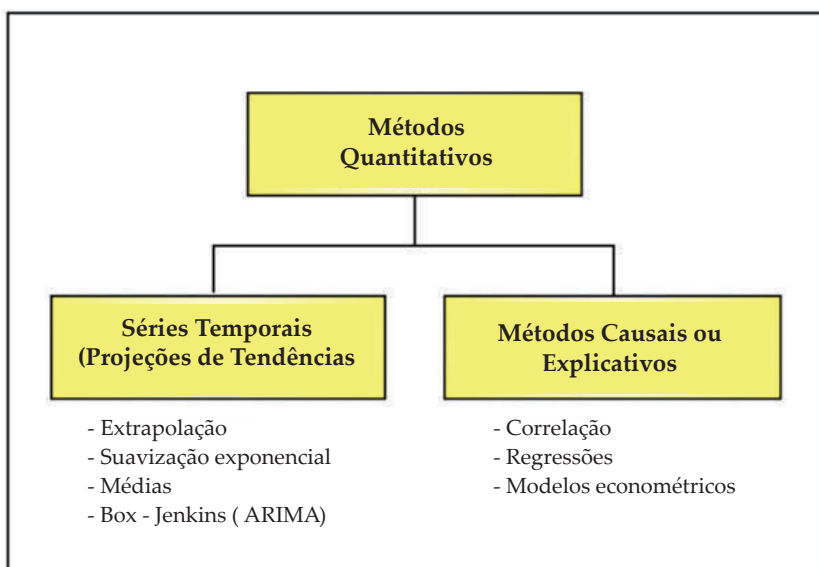 Métodos
Quantitativos
Séries Temporais
(Projeções de Tendências
- Extrapolação
- Suavização exponencial
- Médias
- Box - Jenkins ( ARIMA)
Métodos Causais ou
Explicativos
- Correlação
- Regressões
- Modelos econométricos